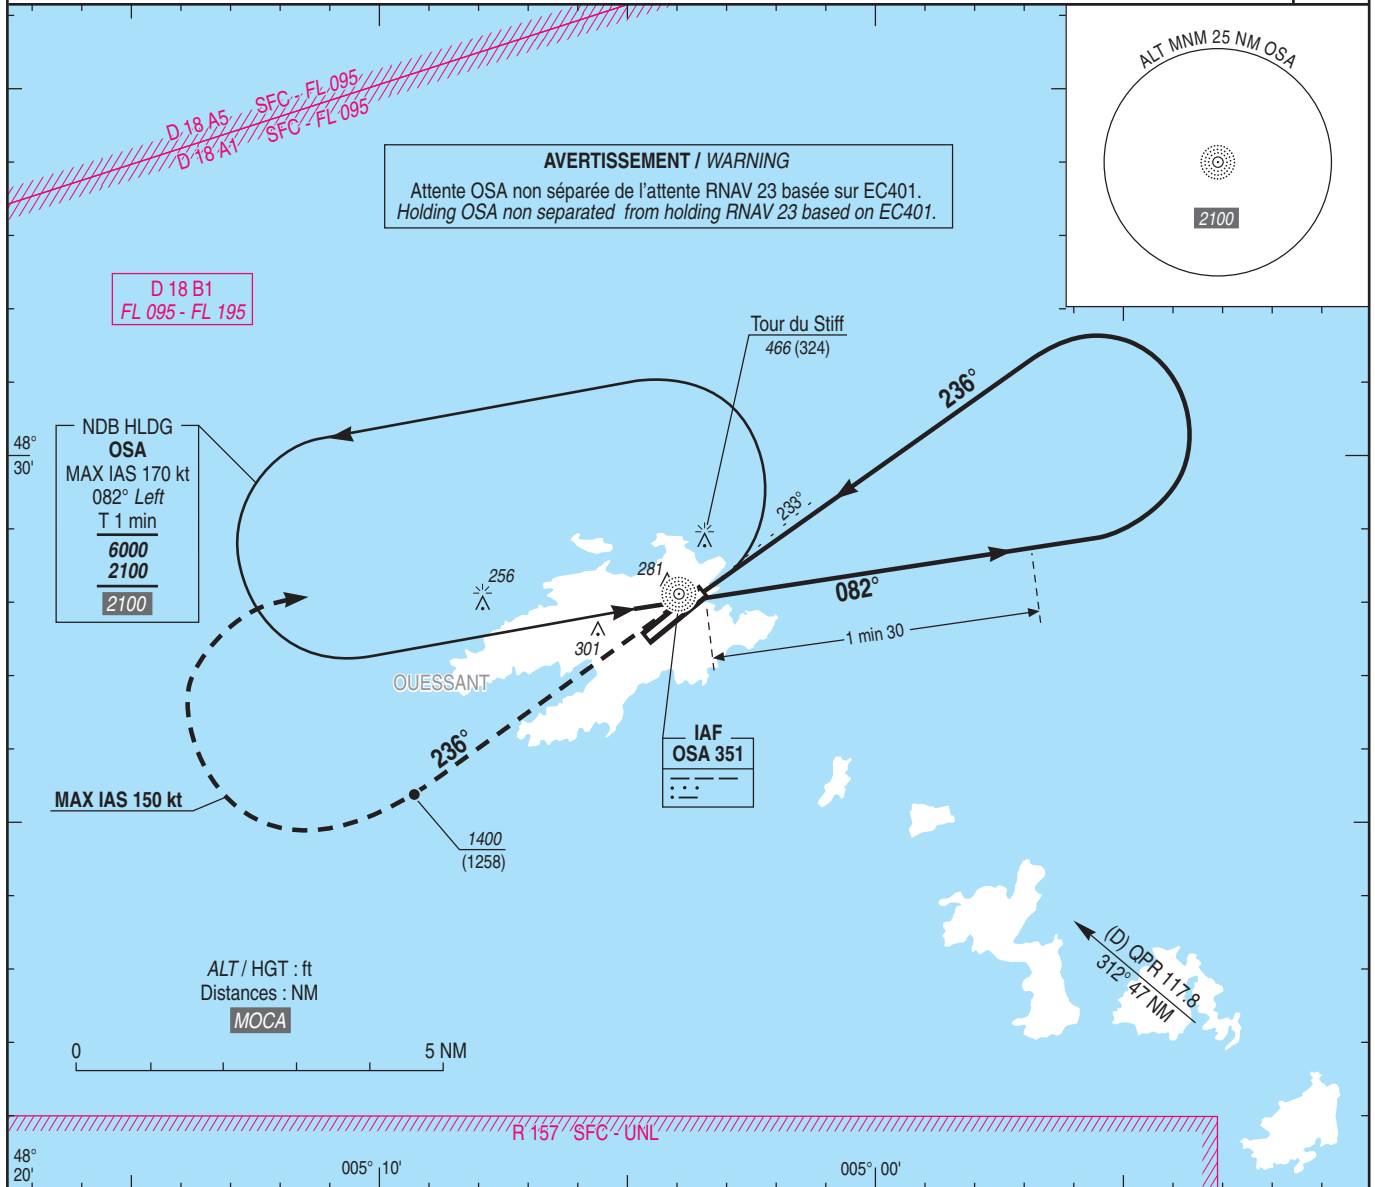 ALT MNM 25 NM OSA
2100
D 18 A5 SFC - FL 095
D 18 A1 SFC - FL 095
AVERTISSEMENT / WARNING
Attente OSA non séparée de l'attente RNAV 23 basée sur EC401.
Holding OSA non separated from holding RNAV 23 based on EC401.
D 18 B1
FL 095 - FL 195
Tour du Stiff
466 (324)
236°
NDB HLDG
OSA
MAX IAS 170 kt
082° Left
T 1 min
6000
2100
2100
48°
30'
233°
281
256
082°
301
1 min 30
OUESSANT
236°
IAF
OSA 351
MAX IAS 150 kt
1400
(1258)
(D) QPR 117.8
312° 47 NM
ALT / HGT : ft
Distances : NM
MOCA
0 5 NM
R 157 SFC - UNL
48°
20'
005° 10'
005° 00'